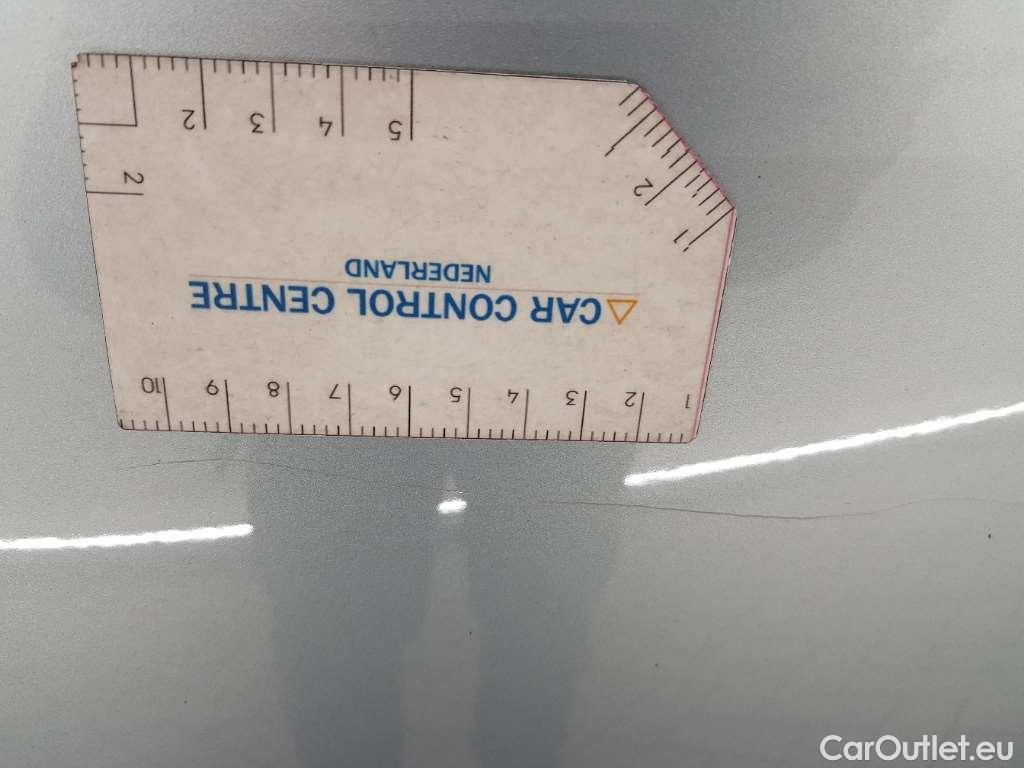 1 2 3 4 5 6 7 8 9 10
CAR CONTROL CENTRE
NEDERLAND
1
2
5 4 3 2
2
CarOutlet.eu